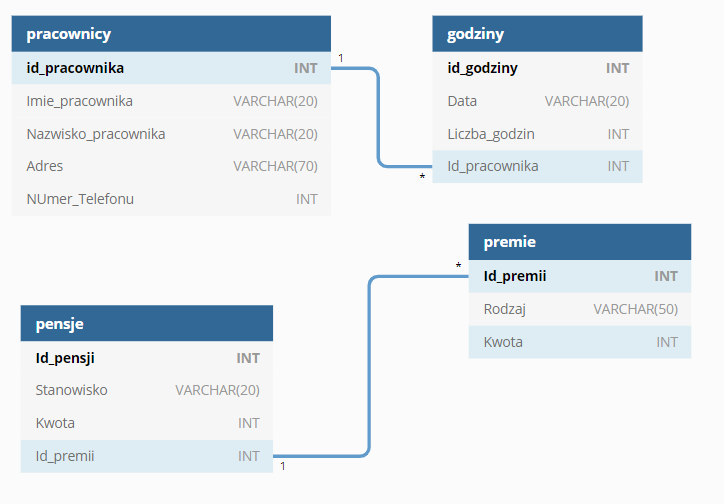 pracownicy
id_pracownika INT
Imie_pracownika VARCHAR(20)
Nazwisko_pracownika VARCHAR(20)
Adres VARCHAR(70)
NUmer_Telefonu INT
1
godziny
id_godziny INT
Data VARCHAR(20)
Liczba_godzin INT
Id_pracownika INT
*
premie
Id_premii INT
Rodzaj VARCHAR(50)
Kwota INT
*
pensje
Id_pensji INT
Stanowisko VARCHAR(20)
Kwota INT
Id_premii INT
1